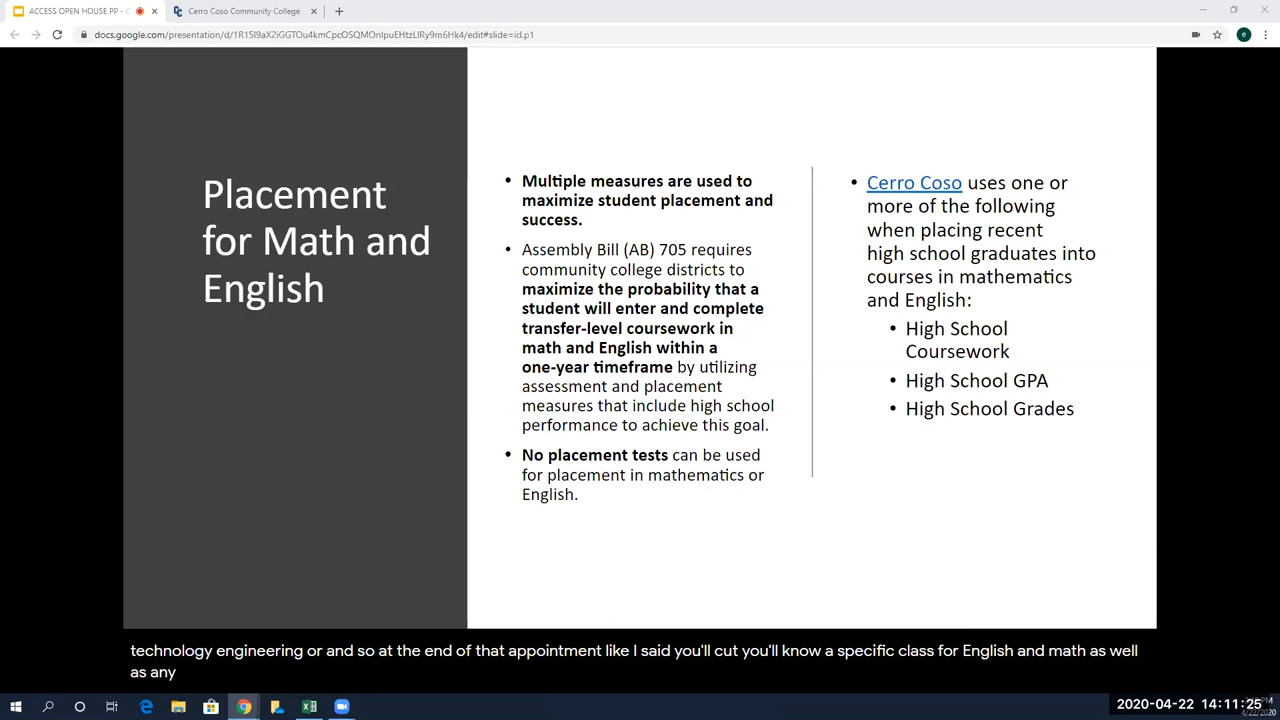 ACCESS OPEN HOUSE PP - G
Cerro Coso Community College
docs.google.com/presentation/d/1R15l9aX2iGGTOu4kmCpcOSQMOnIpuEHtzLlRy9m6Hk4/edit#slide=id.p1
e
Placement
for Math and
English
• Multiple measures are used to
maximize student placement and
success.
• Assembly Bill (AB) 705 requires
community college districts to
maximize the probability that a
student will enter and complete
transfer-level coursework in
math and English within a
one-year timeframe by utilizing
assessment and placement
measures that include high school
performance to achieve this goal.
• No placement tests can be used
for placement in mathematics or
English.
• Cerro Coso uses one or
more of the following
when placing recent
high school graduates into
courses in mathematics
and English:
• High School
Coursework
• High School GPA
• High School Grades
technology engineering or and so at the end of that appointment like I said you'll cut you'll know a specific class for English and math as well
as any
2020-04-22 14:11:25
4/22/2020